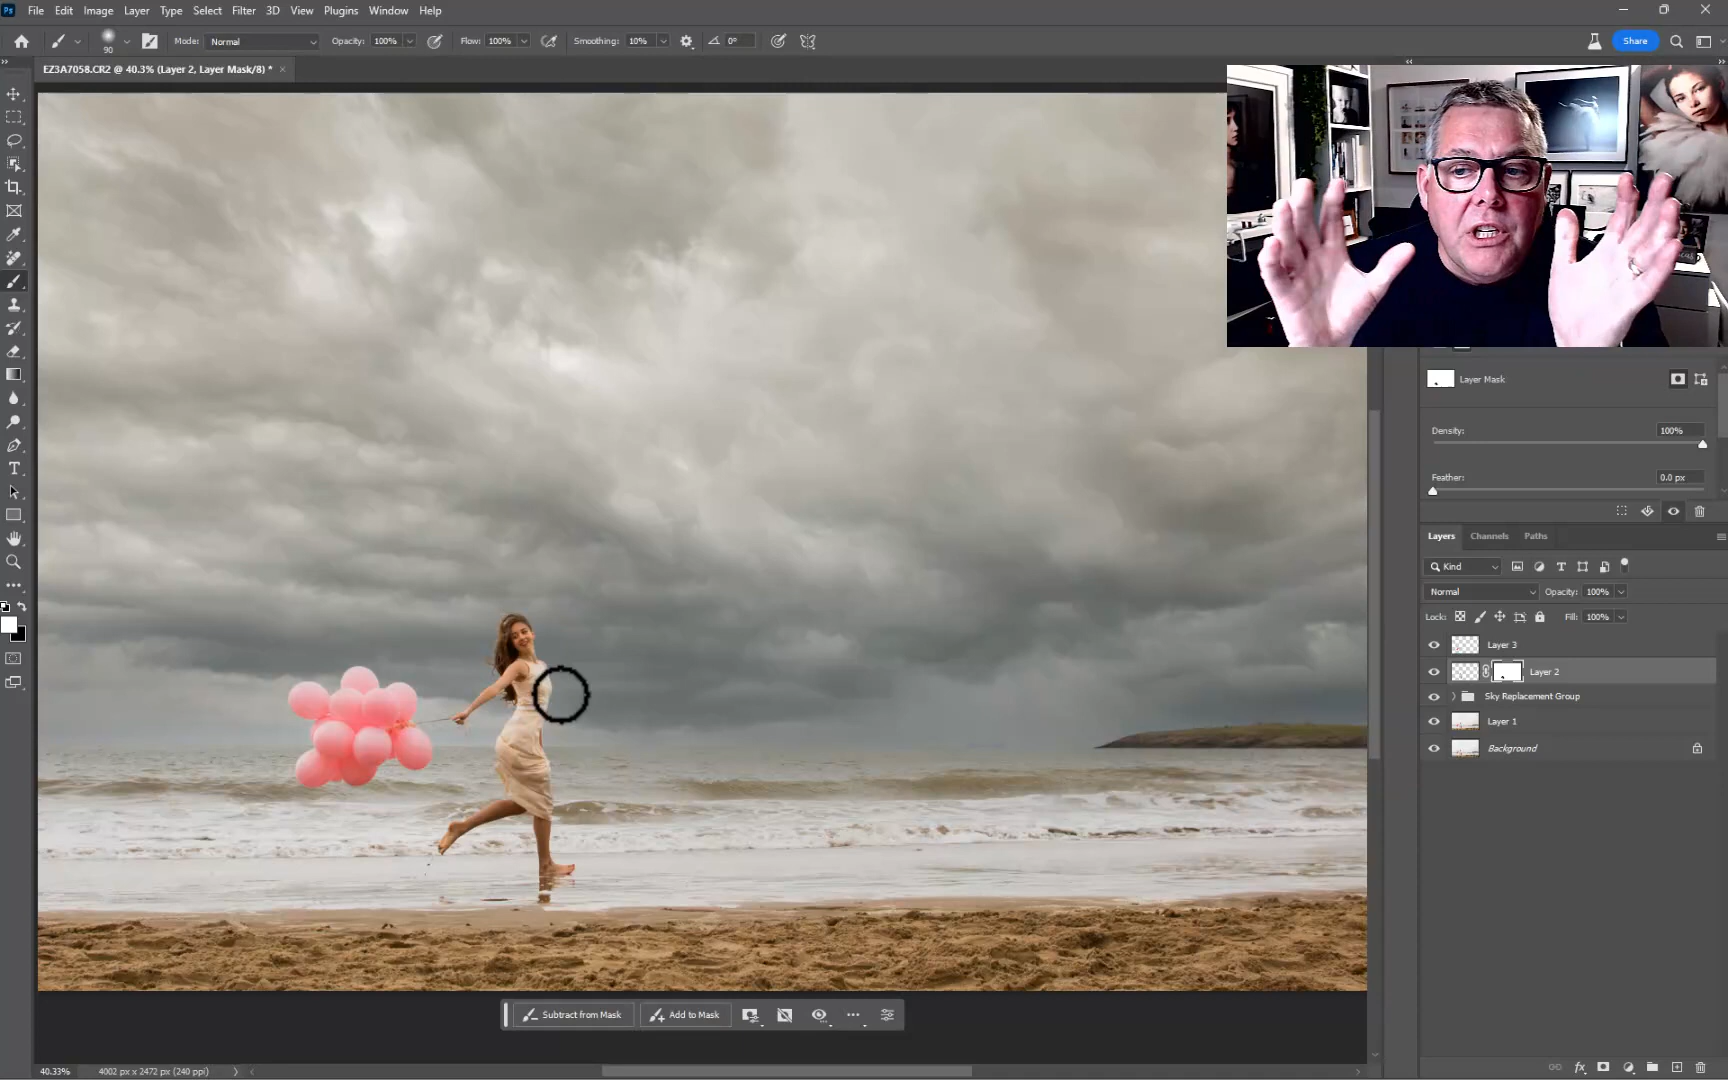 Ps File Edit Image Layer Type Select Filter 3D View Plugins Window Help
90 Mode: Normal Opacity: 100% Flow: 100% Smoothing: 10% 0° Share
EZ3A7058.CR2 @ 40.3% (Layer 2, Layer Mask/8) *
Layer Mask
Density: 100%
Feather: 0.0 px
Layers Channels Paths
Kind
Normal Opacity: 100%
Lock: Fill: 100%
Layer 3
Layer 2
Sky Replacement Group
Layer 1
Background
Subtract from Mask Add to Mask
40.33% 4002 px x 2472 px (240 ppi)